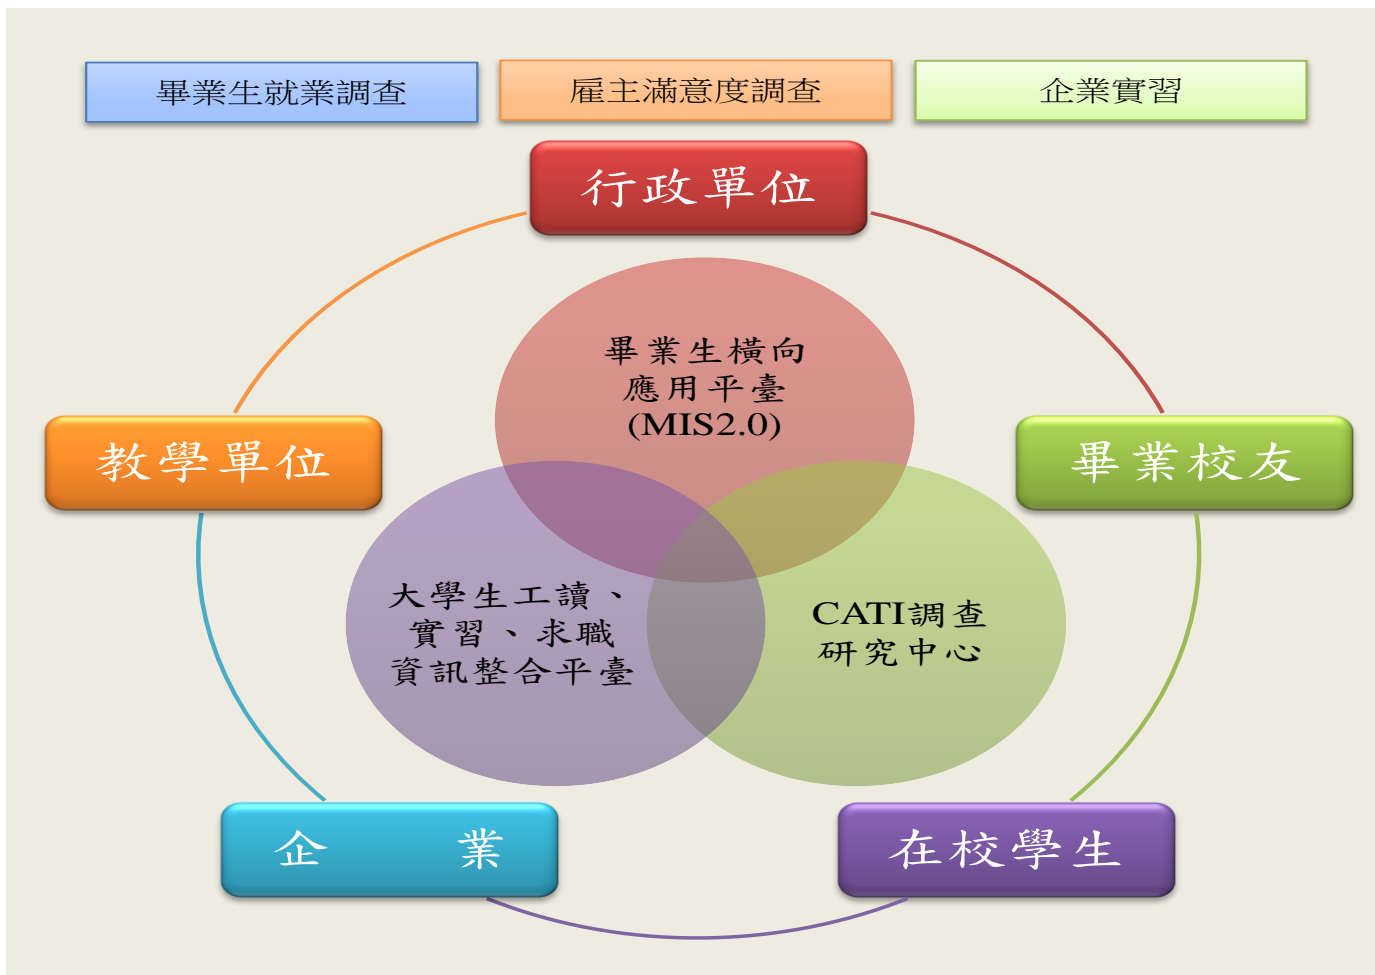 畢業生就業調查
雇主滿意度調查
企業實習
行政單位
畢業生橫向
應用平臺
(MIS2.0)
教學單位
畢業校友
大學生工讀、
實習、求職
資訊整合平臺
CATI調查
研究中心
企 業
在校學生